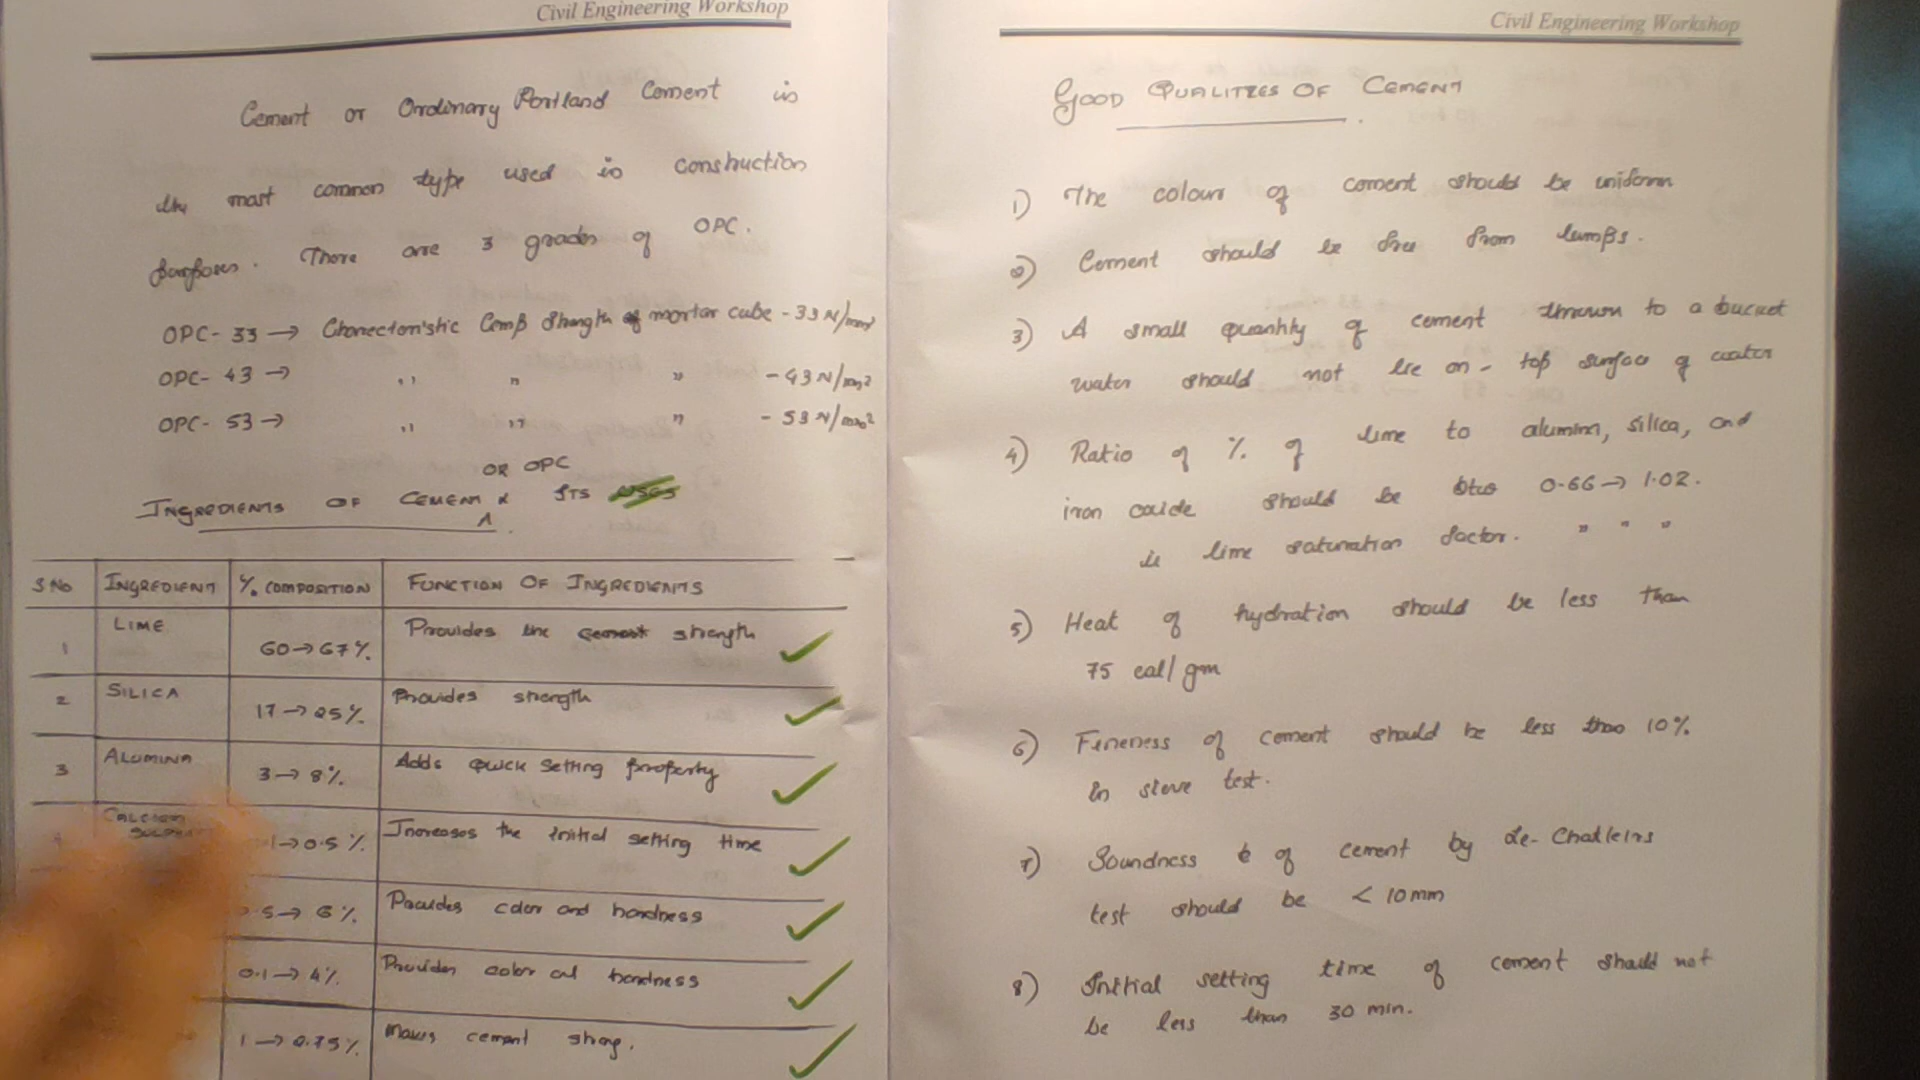 Civil Engineering Workshop
Cement or Ordinary Portland Cement is
the most common type used in construction
purposes. There are 3 grades of OPC.
OPC-33 → Charecteristic Comp Strength of mortar cube - 33 N/mm²
OPC-43 → " " " - 43 N/mm²
OPC-53 → " " " - 53 N/mm²
OR OPC
INGREDIENTS OF CEMENT & ITS USES
S NO INGREDIENT % COMPOSITION FUNCTION OF INGREDIENTS
1 LIME 60→67% Provides the cement strength
2 SILICA 17→25% Provides strength
3 ALUMINA 3→8% Adds quick setting property
CALCIUM
→0.5% Increases the initial setting time
→6% Provides color and hardness
0.1→4% Provides color and hardness
1→0.75% Makes cement strong.
Civil Engineering Workshop
GOOD QUALITIES OF CEMENT
1) The colour of cement should be uniform
2) Cement should be free from lumps.
3) A small quantity of cement thrown to a bucket
water should not lie on - top surface of water
4) Ratio of % of lime to alumina, silica, and
iron oxide should be btw 0.66→1.02.
is lime saturation factor. " " "
5) Heat of hydration should be less than
75 cal/gm
6) Fineness of cement should be less than 10%
in sieve test.
7) Soundness of cement by Le-Chatleirs
test should be < 10mm
8) Initial setting time of cement should not
be less than 30 min.